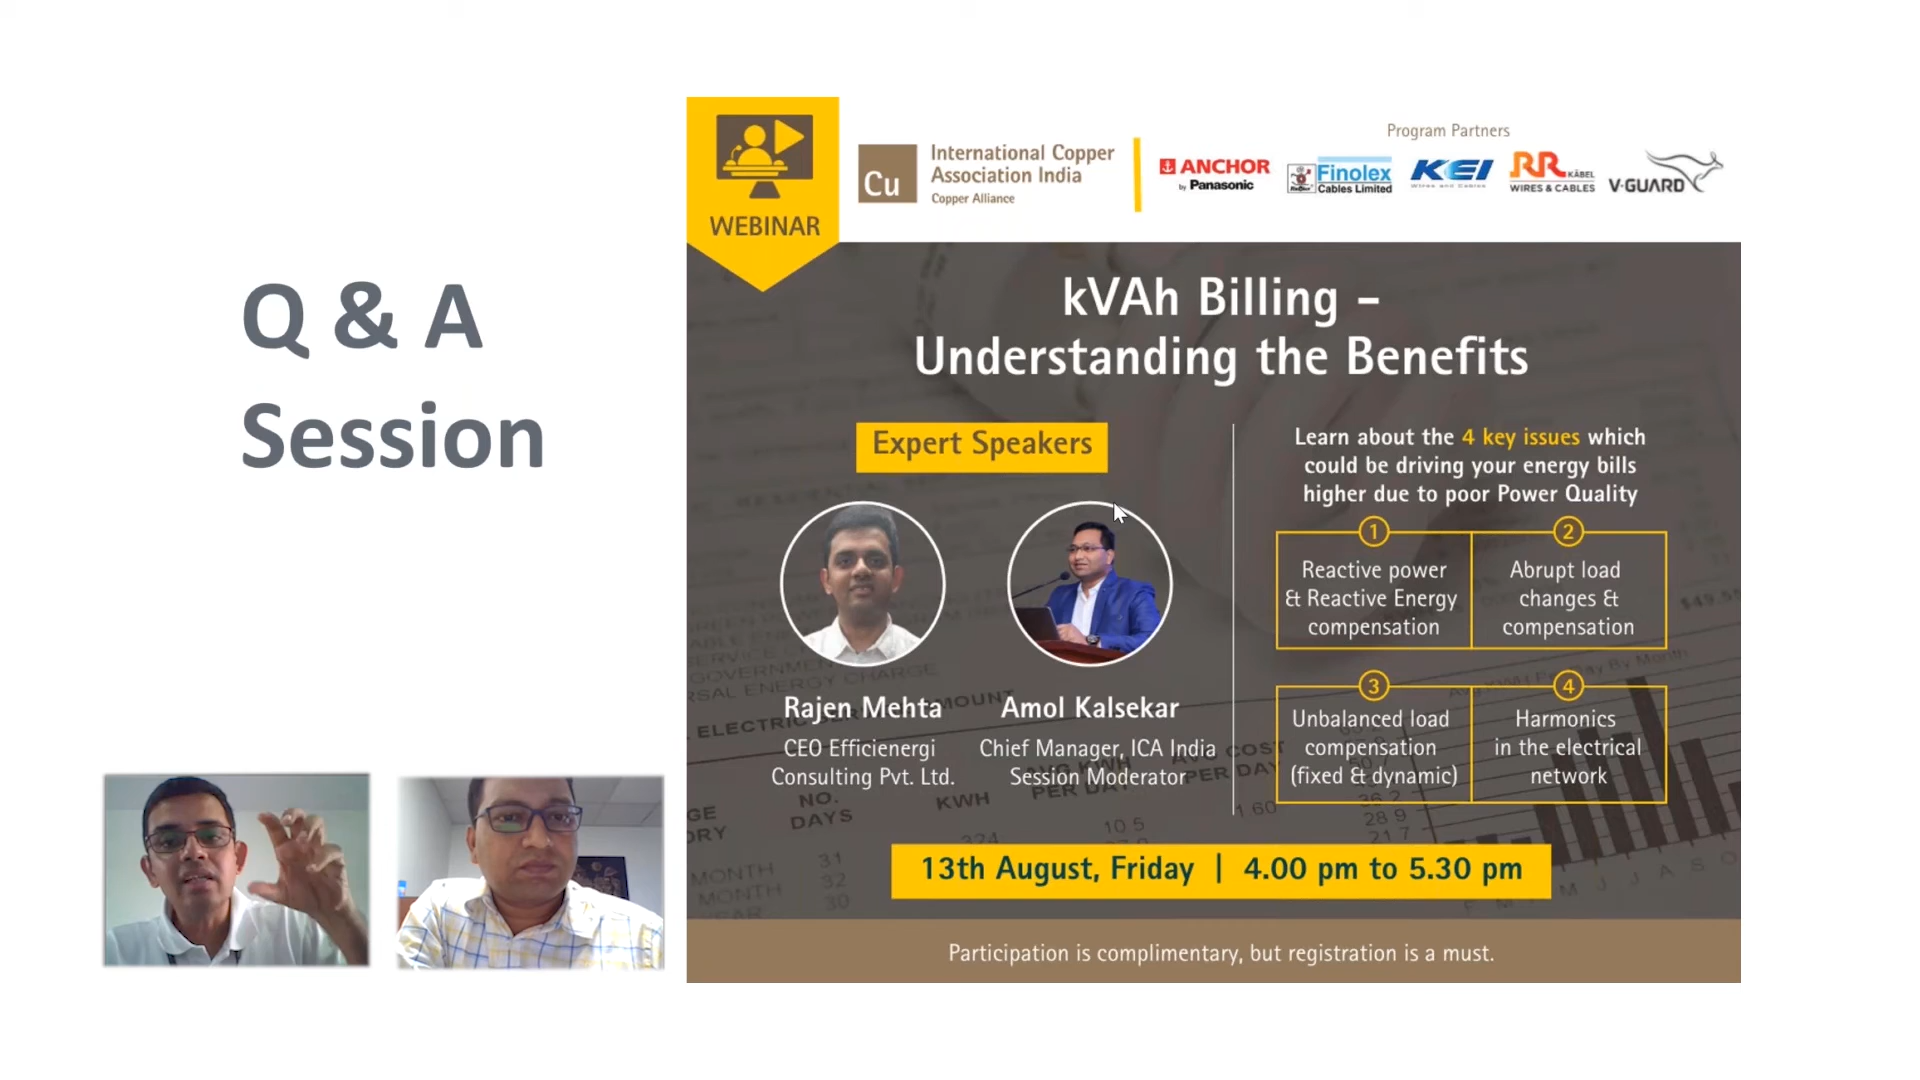 Q & A
Session
WEBINAR
Cu
International Copper
Association India
Copper Alliance
Program Partners
ANCHOR
by Panasonic
Finolex
Cables Limited
KEI
Wires and Cables
RR KABEL
WIRES & CABLES
V-GUARD
kVAh Billing –
Understanding the Benefits
Expert Speakers
Rajen Mehta
CEO Efficienergi
Consulting Pvt. Ltd.
Amol Kalsekar
Chief Manager, ICA India
Session Moderator
Learn about the 4 key issues which
could be driving your energy bills
higher due to poor Power Quality
1
Reactive power
& Reactive Energy
compensation
2
Abrupt load
changes &
compensation
3
Unbalanced load
compensation
(fixed & dynamic)
4
Harmonics
in the electrical
network
13th August, Friday | 4.00 pm to 5.30 pm
Participation is complimentary, but registration is a must.